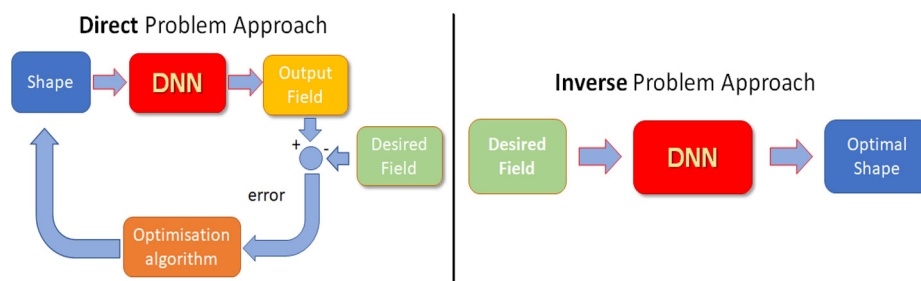 Direct Problem Approach
Shape
DNN
Output
Field
+
-
Desired
Field
error
Optimisation
algorithm
Inverse Problem Approach
Desired
Field
DNN
Optimal
Shape